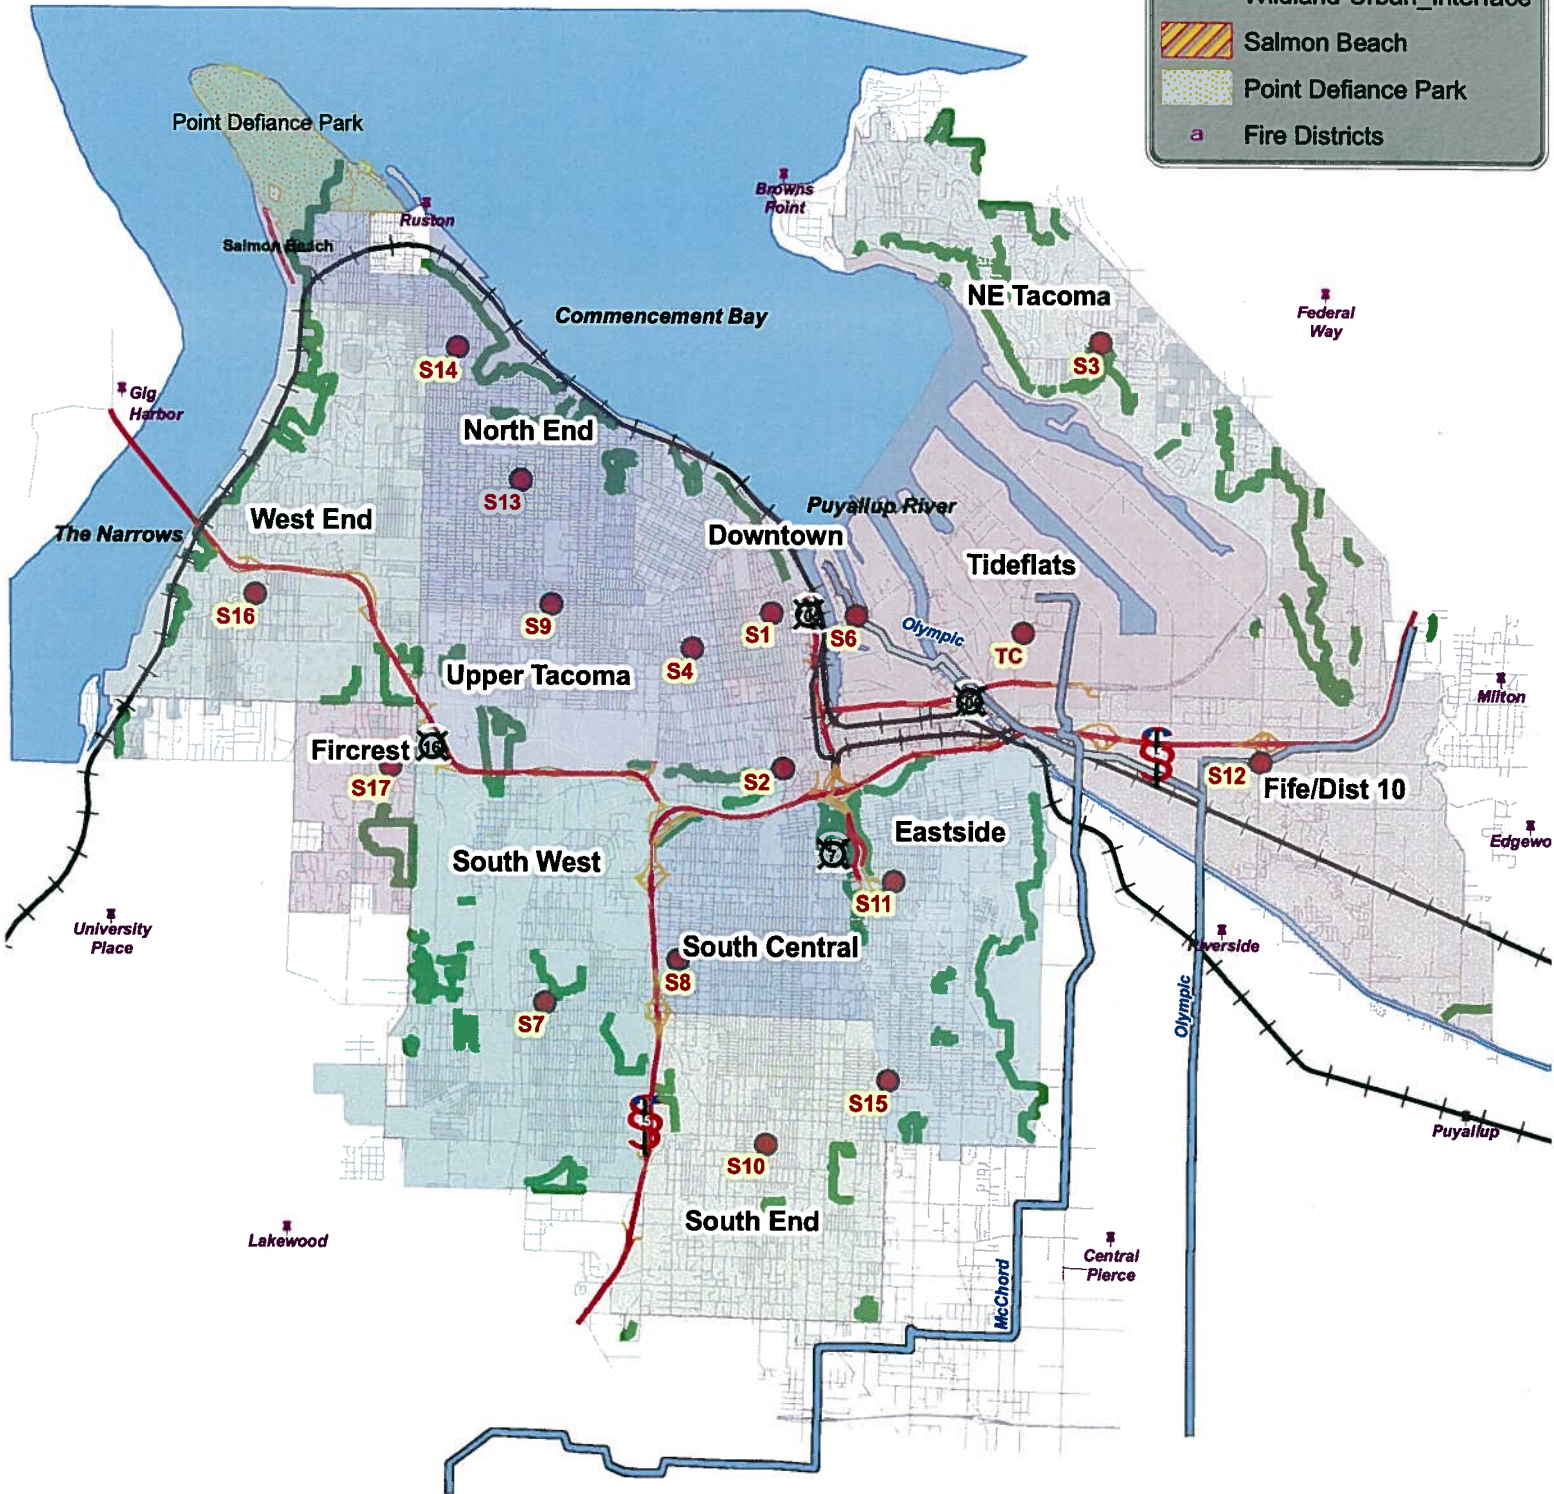 Salmon Beach
Point Defiance Park
a Fire Districts
Point Defiance Park
Browns
Point
Ruston
Salmon Beach
NE Tacoma
Federal
Way
Commencement Bay
S14
S3
Gig
Harbor
North End
S13
West End
The Narrows
Puyallup River
Downtown
Tideflats
S16
S9
S1
S6
Olympic
TC
S4
Upper Tacoma
Milton
Fircrest
16
S17
S2
S12
Fife/Dist 10
Eastside
Edgewo
South West
7
S11
University
Place
Riverside
South Central
S8
S7
Olympic
S15
Puyallup
S10
South End
Lakewood
Central
Pierce
McChord